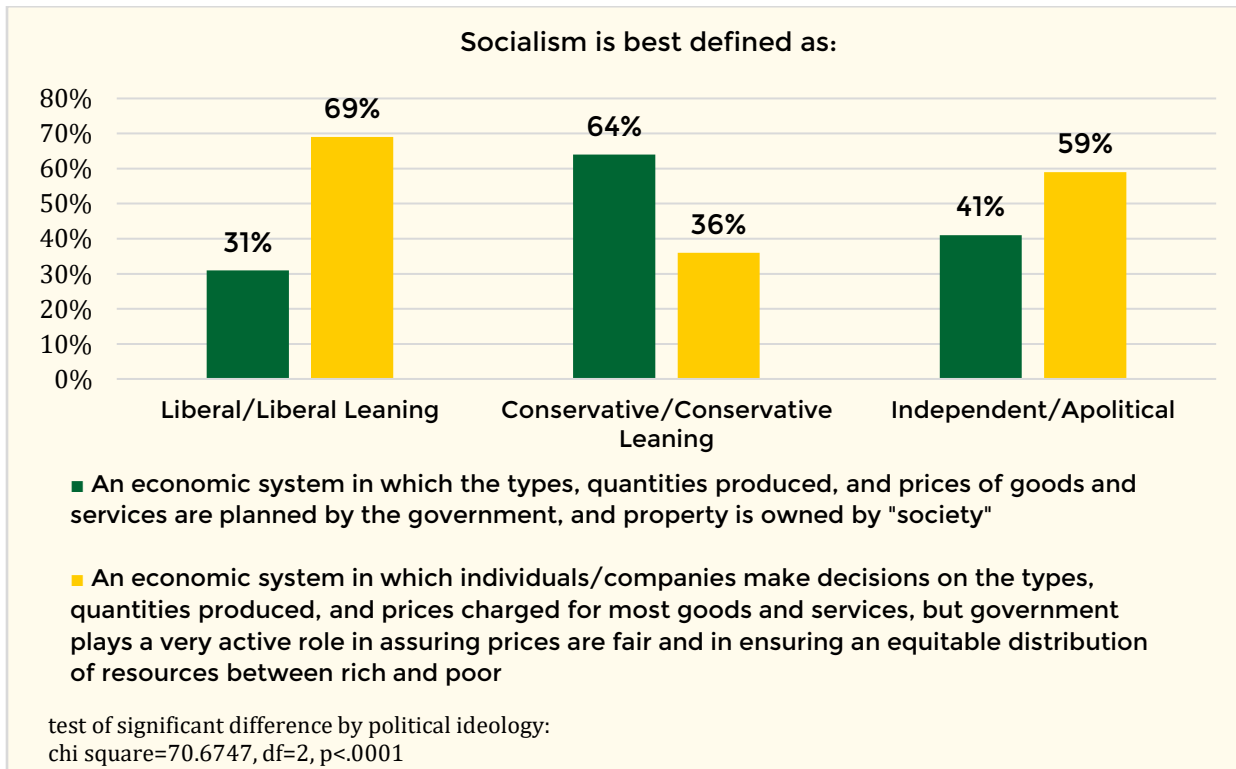 Socialism is best defined as:
80%
70%
60%
50%
40%
30%
20%
10%
0%
31%
69%
64%
36%
41%
59%
Liberal/Liberal Leaning
Conservative/Conservative
Leaning
Independent/Apolitical
An economic system in which the types, quantities produced, and prices of goods and
services are planned by the government, and property is owned by "society"
An economic system in which individuals/companies make decisions on the types,
quantities produced, and prices charged for most goods and services, but government
plays a very active role in assuring prices are fair and in ensuring an equitable distribution
of resources between rich and poor
test of significant difference by political ideology:
chi square=70.6747, df=2, p<.0001